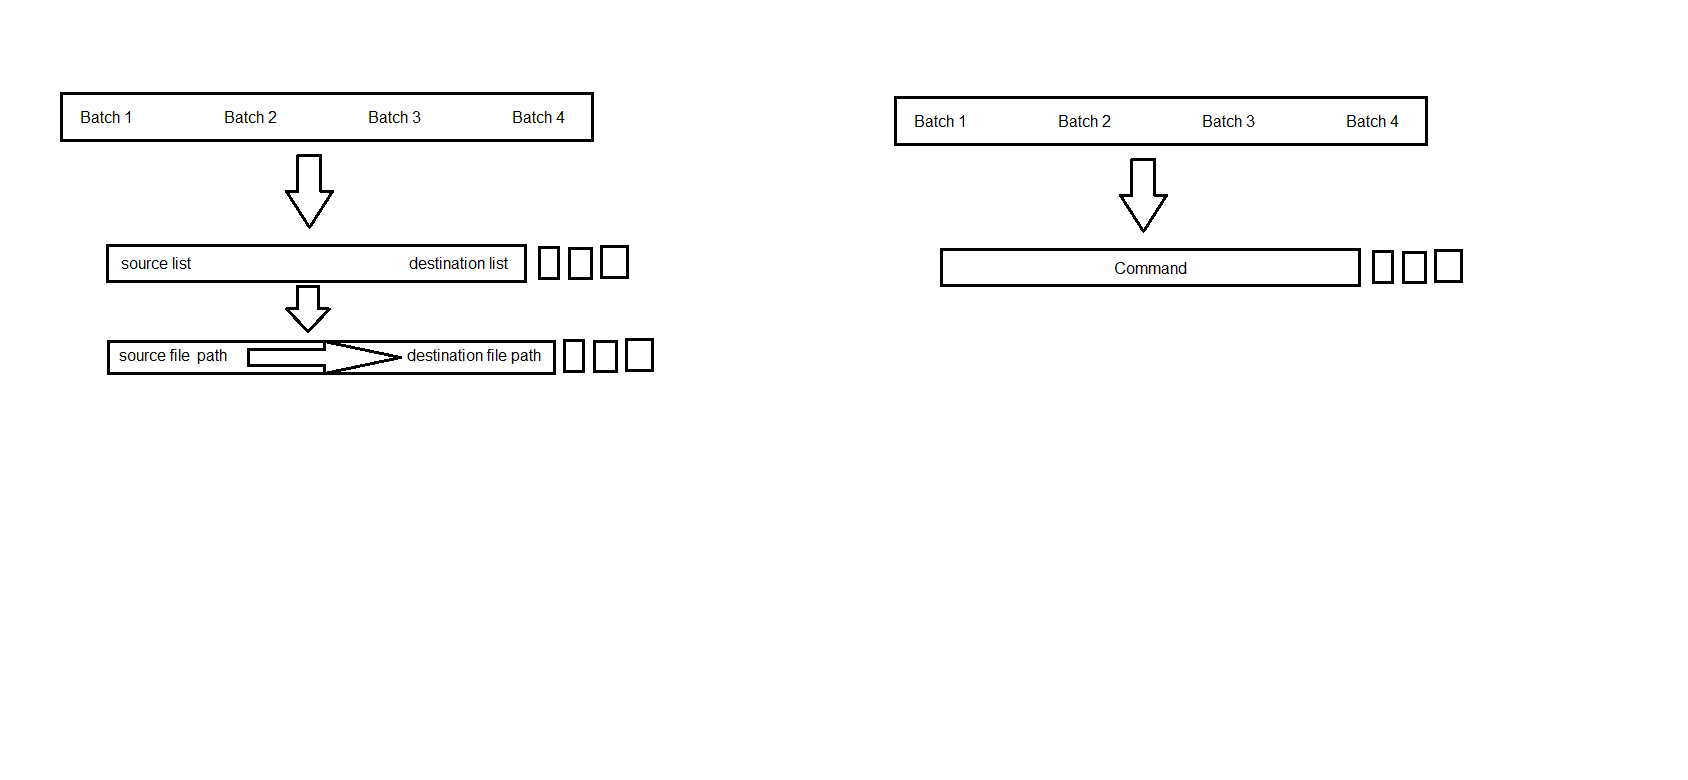 Batch 1 Batch 2 Batch 3 Batch 4
source list destination list
source file path destination file path
Batch 1 Batch 2 Batch 3 Batch 4
Command